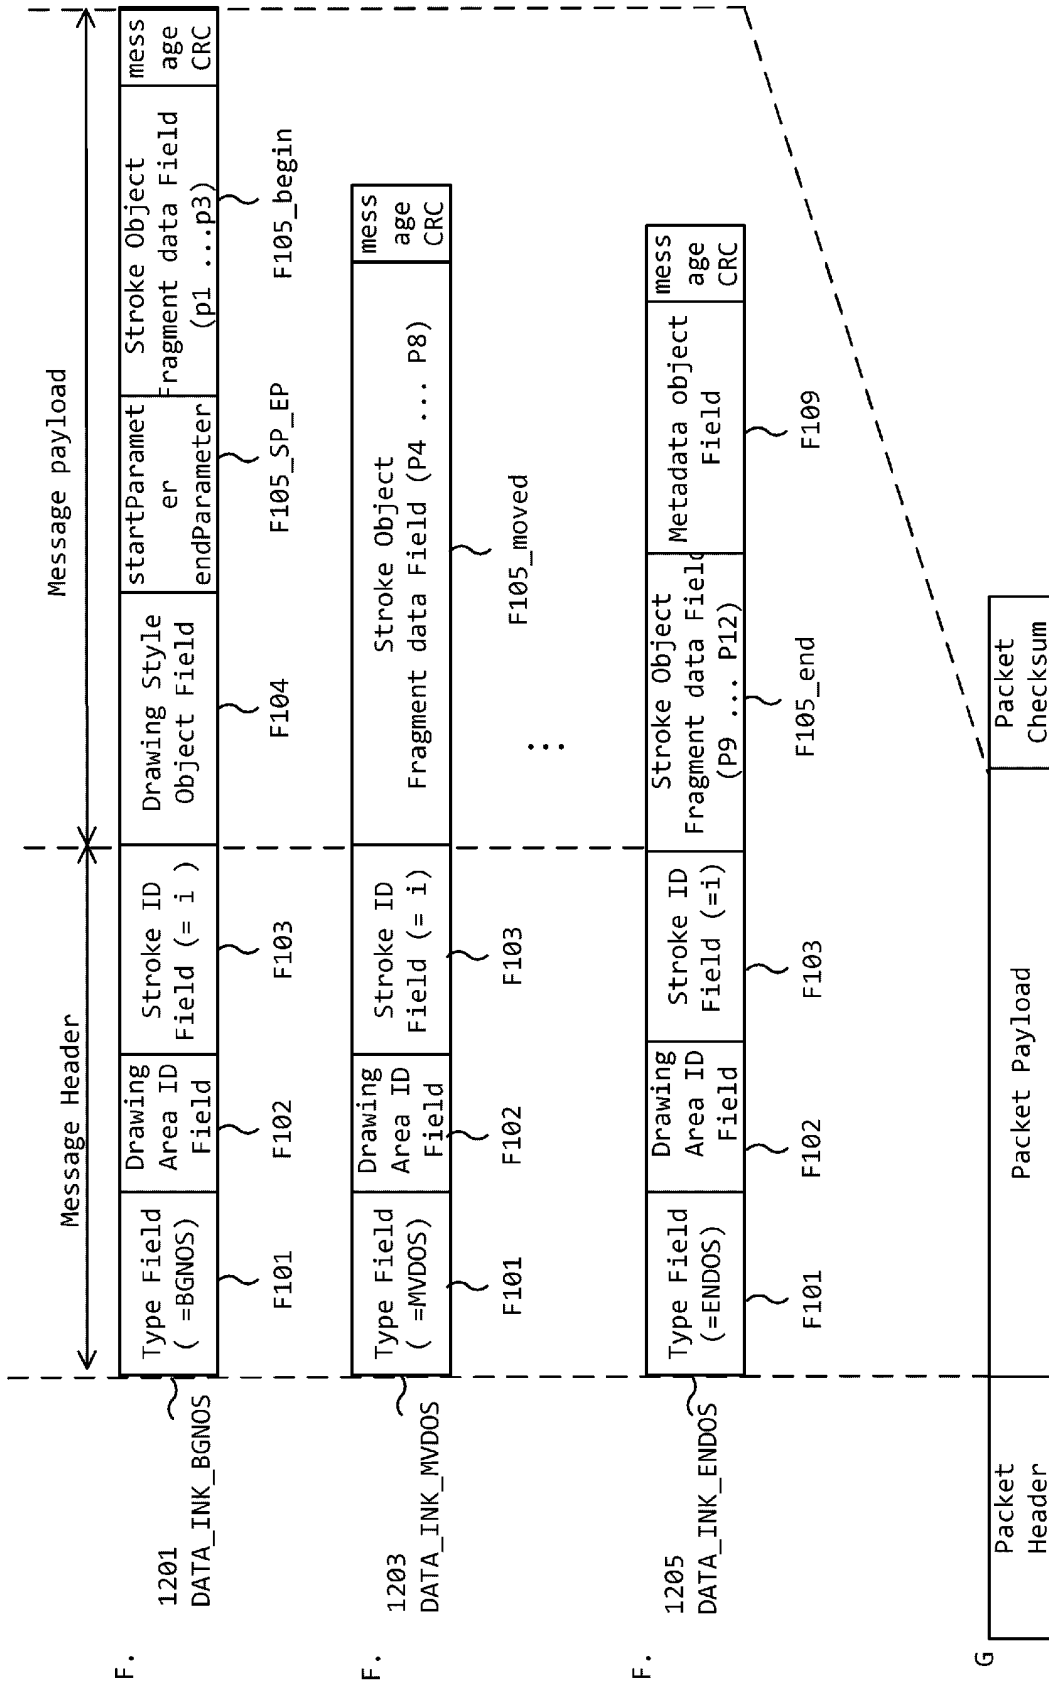 Message Header
Message payload
F.
1201
DATA_INK_BGNOS
Type Field
( =BGNOS)
Drawing
Area ID
Field
Stroke ID
Field (= i )
Drawing Style
Object Field
startParamet
er
endParameter
Stroke Object
Fragment data Field
(p1 ...p3)
mess
age
CRC
F101
F102
F103
F104
F105_SP_EP
F105_begin
F.
1203
DATA_INK_MVDOS
Type Field
( =MVDOS)
Drawing
Area ID
Field
Stroke ID
Field (= i)
Stroke Object
Fragment data Field (P4 ... P8)
mess
age
CRC
F101
F102
F103
F105_moved
...
F.
1205
DATA_INK_ENDOS
Type Field
(=ENDOS)
Drawing
Area ID
Field
Stroke ID
Field (=i)
Stroke Object
Fragment data Field
(P9 ... P12)
Metadata object
Field
mess
age
CRC
F101
F102
F103
F105_end
F109
G
Packet
Header
Packet Payload
Packet
Checksum